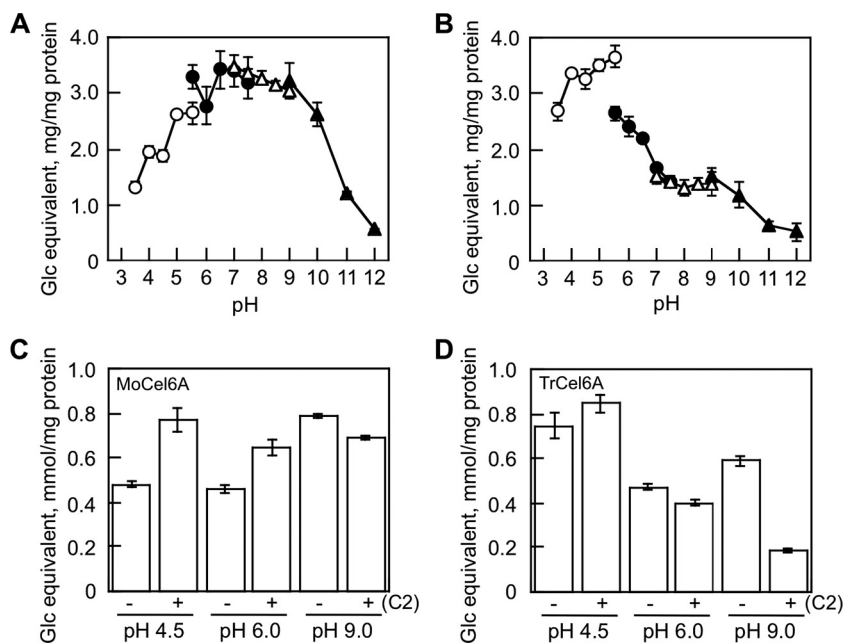 A
Glc equivalent, mg/mg protein
4.0
3.0
2.0
1.0
0
3 4 5 6 7 8 9 10 11 12
pH
B
Glc equivalent, mg/mg protein
4.0
3.0
2.0
1.0
0
3 4 5 6 7 8 9 10 11 12
pH
C
Glc equivalent, mmol/mg protein
1.0
0.8
0.6
0.4
0.2
0
MoCel6A
- + - + - + (C2)
pH 4.5 pH 6.0 pH 9.0
D
Glc equivalent, mmol/mg protein
1.0
0.8
0.6
0.4
0.2
0
TrCel6A
- + - + - + (C2)
pH 4.5 pH 6.0 pH 9.0